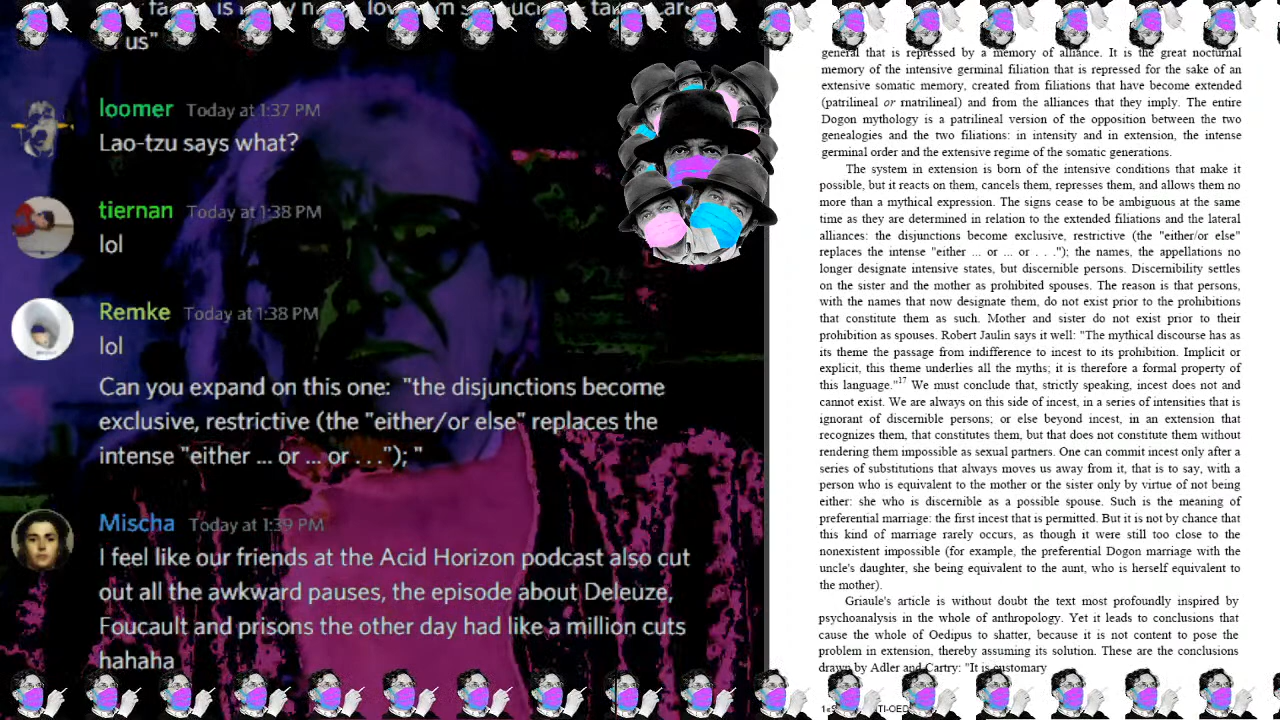 us"
loomer Today at 1:37 PM
Lao-tzu says what?
tiernan Today at 1:38 PM
lol
Remke Today at 1:38 PM
lol
Can you expand on this one: "the disjunctions become
exclusive, restrictive (the "either/or else" replaces the
intense "either ... or ... or . . ."); "
Mischa Today at 1:39 PM
I feel like our friends at the Acid Horizon podcast also cut
out all the awkward pauses, the episode about Deleuze,
Foucault and prisons the other day had like a million cuts
hahaha
general that is repressed by a memory of alliance. It is the great nocturnal
memory of the intensive germinal filiation that is repressed for the sake of an
extensive somatic memory, created from filiations that have become extended
(patrilineal or rnatrilineal) and from the alliances that they imply. The entire
Dogon mythology is a patrilineal version of the opposition between the two
genealogies and the two filiations: in intensity and in extension, the intense
germinal order and the extensive regime of the somatic generations.
The system in extension is born of the intensive conditions that make it
possible, but it reacts on them, cancels them, represses them, and allows them no
more than a mythical expression. The signs cease to be ambiguous at the same
time as they are determined in relation to the extended filiations and the lateral
alliances: the disjunctions become exclusive, restrictive (the "either/or else"
replaces the intense "either ... or ... or . . ."); the names, the appellations no
longer designate intensive states, but discernible persons. Discernibility settles
on the sister and the mother as prohibited spouses. The reason is that persons,
with the names that now designate them, do not exist prior to the prohibitions
that constitute them as such. Mother and sister do not exist prior to their
prohibition as spouses. Robert Jaulin says it well: "The mythical discourse has as
its theme the passage from indifference to incest to its prohibition. Implicit or
explicit, this theme underlies all the myths; it is therefore a formal property of
this language."17 We must conclude that, strictly speaking, incest does not and
cannot exist. We are always on this side of incest, in a series of intensities that is
ignorant of discernible persons; or else beyond incest, in an extension that
recognizes them, that constitutes them, but that does not constitute them without
rendering them impossible as sexual partners. One can commit incest only after a
series of substitutions that always moves us away from it, that is to say, with a
person who is equivalent to the mother or the sister only by virtue of not being
either: she who is discernible as a possible spouse. Such is the meaning of
preferential marriage: the first incest that is permitted. But it is not by chance that
this kind of marriage rarely occurs, as though it were still too close to the
nonexistent impossible (for example, the preferential Dogon marriage with the
uncle's daughter, she being equivalent to the aunt, who is herself equivalent to
the mother).
Griaule's article is without doubt the text most profoundly inspired by
psychoanalysis in the whole of anthropology. Yet it leads to conclusions that
cause the whole of Oedipus to shatter, because it is not content to pose the
problem in extension, thereby assuming its solution. These are the conclusions
drawn by Adler and Cartry: "It is customary